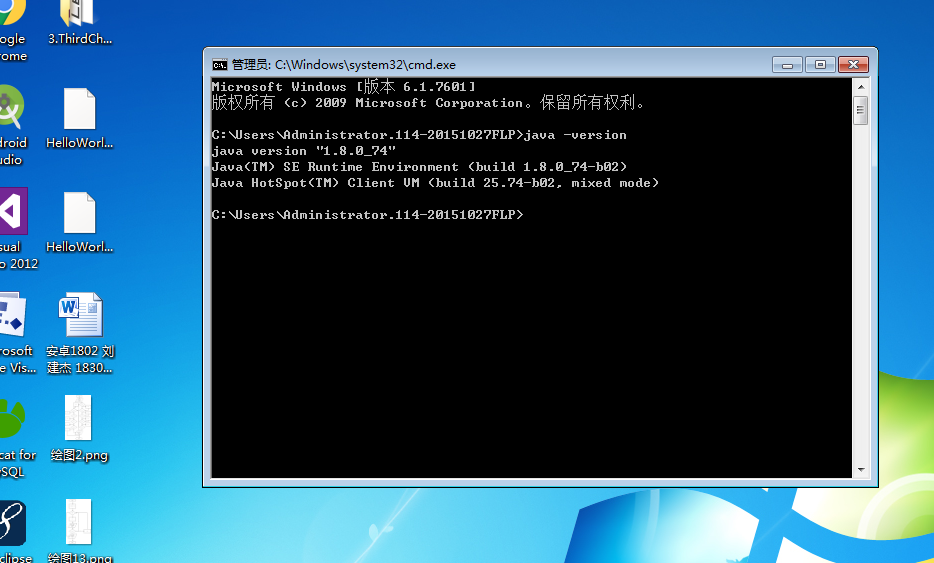 ogle
rome
3.ThirdCh...
droid
udio
HelloWorl...
sual
o 2012
HelloWorl...
rosoft
e Vis...
安卓1802 刘
建杰 1830...
cat for
SQL
绘图2.png
clipse
绘图13.png
管理员: C:\Windows\system32\cmd.exe
Microsoft Windows [版本 6.1.7601]
版权所有 (c) 2009 Microsoft Corporation。保留所有权利。
C:\Users\Administrator.114-20151027FLP>java -version
java version "1.8.0_74"
Java(TM) SE Runtime Environment (build 1.8.0_74-b02)
Java HotSpot(TM) Client VM (build 25.74-b02, mixed mode)
C:\Users\Administrator.114-20151027FLP>